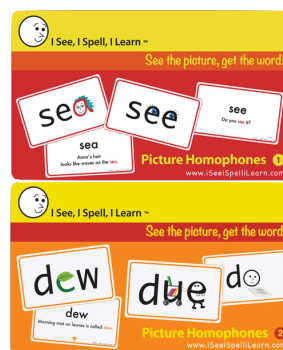 I See, I Spell, I Learn ™
See the picture, get the word
sea
see
see
Do you see it?
sea
Anna's hair
looks like waves on the sea.
Picture Homophones 1
www.iSeeiSpelliLearn.com
I See, I Spell, I Learn ™
See the picture, get the word
dew
due
do
dew
Morning mist on leaves is called dew.
Picture Homophones 2
www.iSeeiSpelliLearn.com